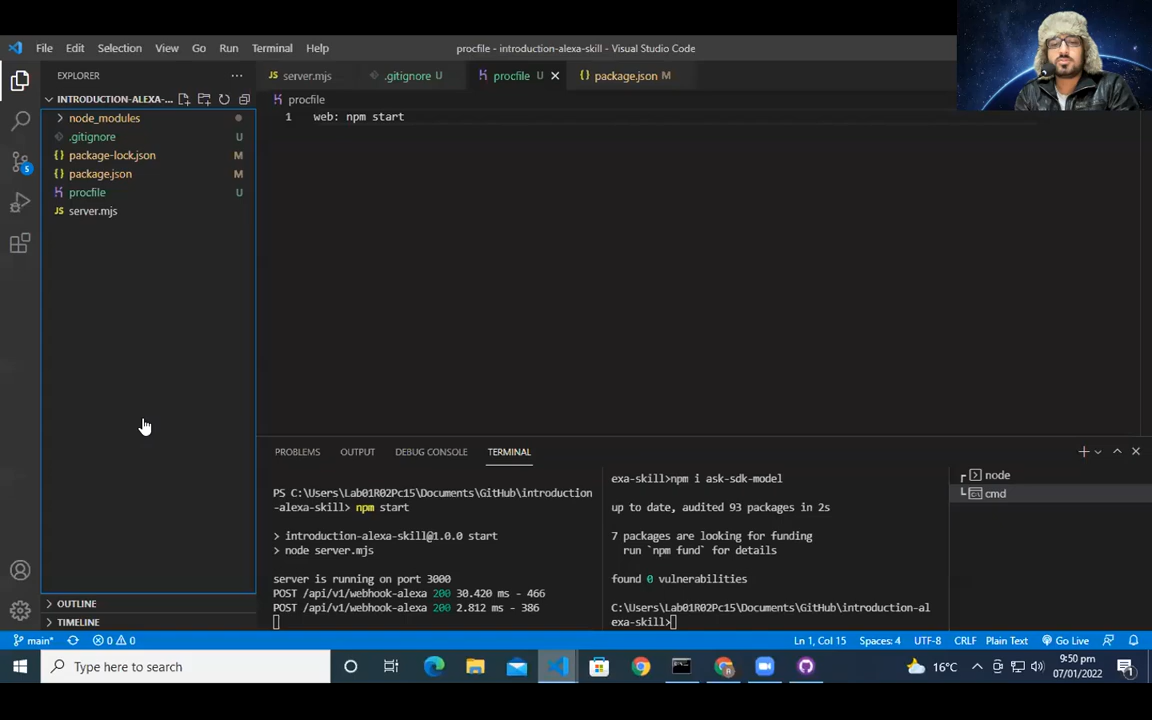 File Edit Selection View Go Run Terminal Help
procfile - introduction-alexa-skill - Visual Studio Code
EXPLORER
server.mjs
.gitignore U
procfile U
package.json M
INTRODUCTION-ALEXA-...
procfile
node_modules
.gitignore U
package-lock.json M
package.json M
procfile U
server.mjs
1 web: npm start
5
PROBLEMS OUTPUT DEBUG CONSOLE TERMINAL
PS C:\Users\Lab01R02Pc15\Documents\GitHub\introduction
-alexa-skill> npm start
> introduction-alexa-skill@1.0.0 start
> node server.mjs
server is running on port 3000
POST /api/v1/webhook-alexa 200 30.420 ms - 466
POST /api/v1/webhook-alexa 200 2.812 ms - 386
exa-skill>npm i ask-sdk-model
up to date, audited 93 packages in 2s
7 packages are looking for funding
run `npm fund` for details
found 0 vulnerabilities
C:\Users\Lab01R02Pc15\Documents\GitHub\introduction-al
exa-skill>
node
cmd
OUTLINE
TIMELINE
main* 0 0
Ln 1, Col 15 Spaces: 4 UTF-8 CRLF Plain Text Go Live
Type here to search
16°C
9:50 pm
07/01/2022
1